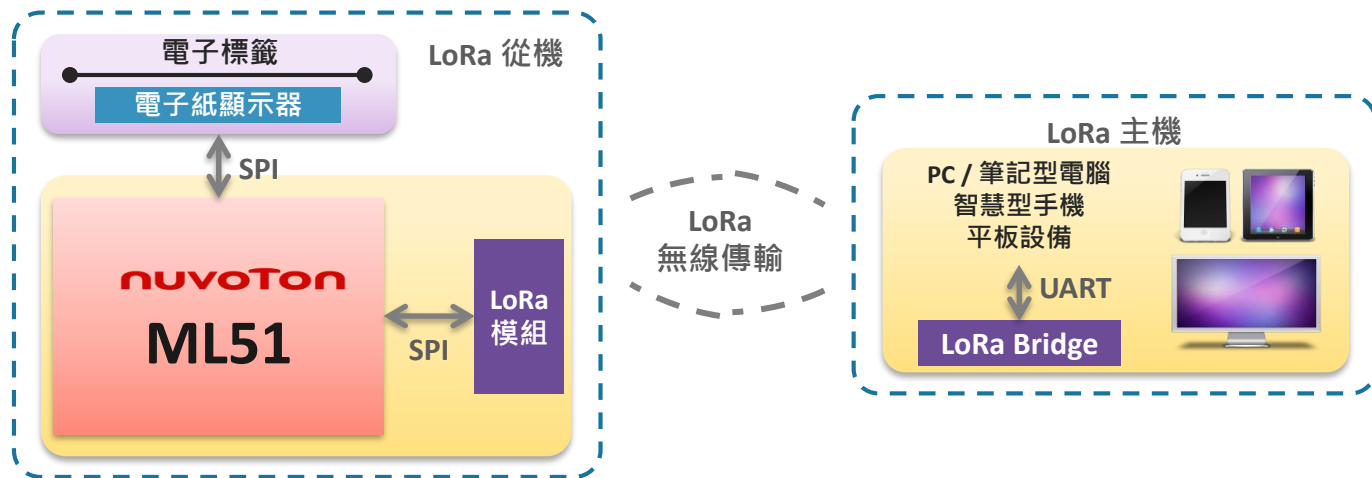 電子標籤
LoRa 從機
電子紙顯示器
SPI
nuvoTon
ML51
SPI
LoRa
模組
LoRa
無線傳輸
LoRa 主機
PC / 筆記型電腦
智慧型手機
平板設備
UART
LoRa Bridge